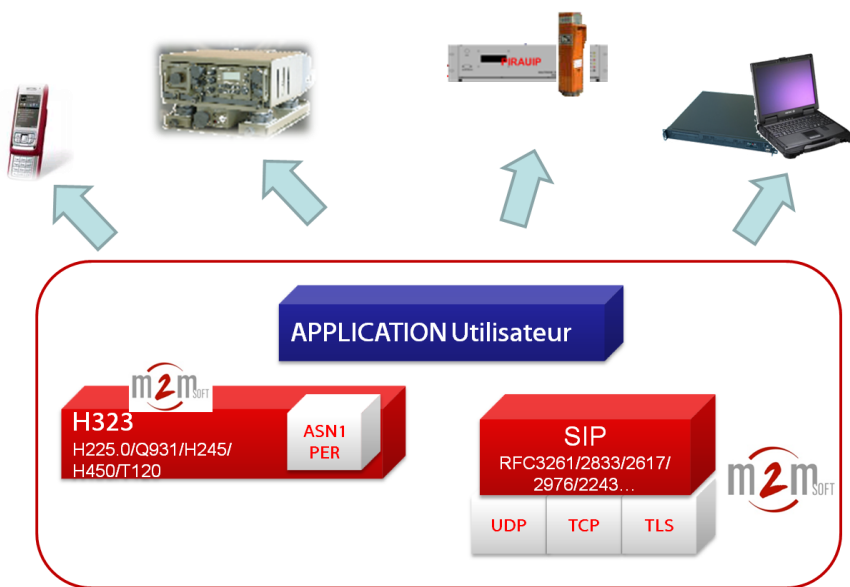 PIRAUIP
APPLICATION Utilisateur
m2m SOFT
H323
H225.0/Q931/H245/
H450/T120
ASN1
PER
SIP
RFC3261/2833/2617/
2976/2243…
m2m SOFT
UDP
TCP
TLS